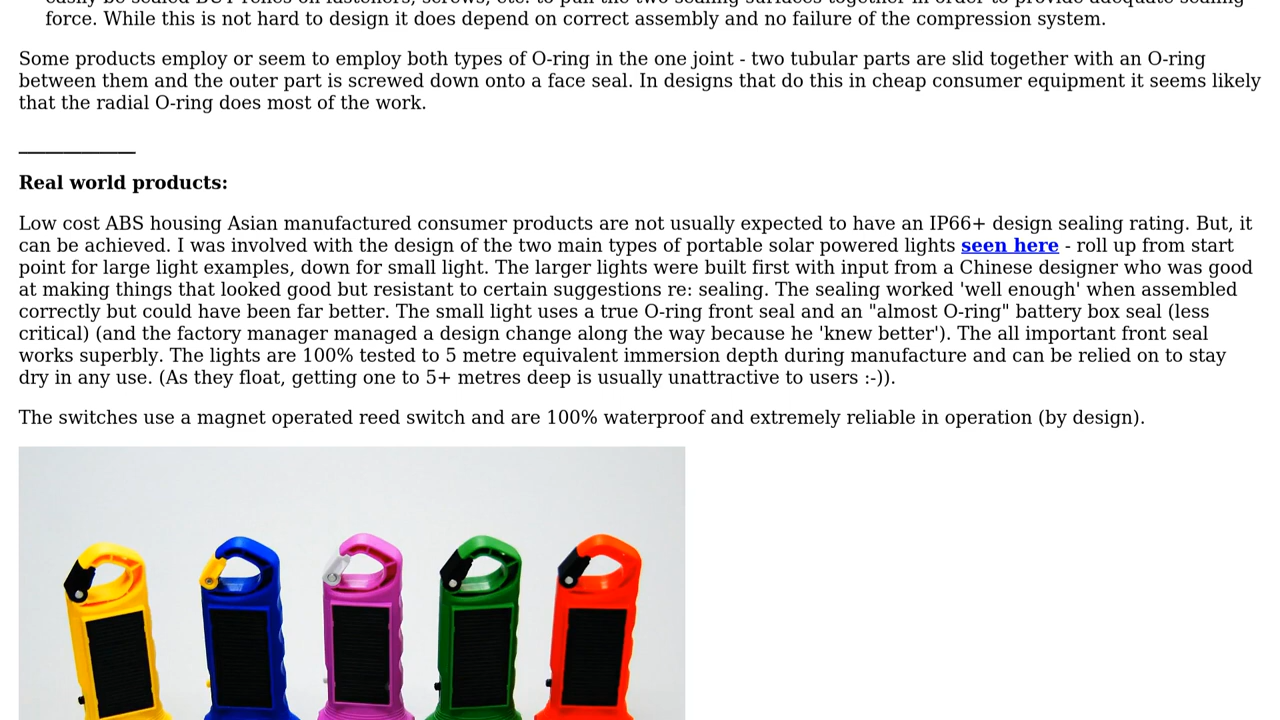 force. While this is not hard to design it does depend on correct assembly and no failure of the compression system.
Some products employ or seem to employ both types of O-ring in the one joint - two tubular parts are slid together with an O-ring
between them and the outer part is screwed down onto a face seal. In designs that do this in cheap consumer equipment it seems likely
that the radial O-ring does most of the work.
_____________
Real world products:
Low cost ABS housing Asian manufactured consumer products are not usually expected to have an IP66+ design sealing rating. But, it
can be achieved. I was involved with the design of the two main types of portable solar powered lights seen here - roll up from start
point for large light examples, down for small light. The larger lights were built first with input from a Chinese designer who was good
at making things that looked good but resistant to certain suggestions re: sealing. The sealing worked 'well enough' when assembled
correctly but could have been far better. The small light uses a true O-ring front seal and an "almost O-ring" battery box seal (less
critical) (and the factory manager managed a design change along the way because he 'knew better'). The all important front seal
works superbly. The lights are 100% tested to 5 metre equivalent immersion depth during manufacture and can be relied on to stay
dry in any use. (As they float, getting one to 5+ metres deep is usually unattractive to users :-)).
The switches use a magnet operated reed switch and are 100% waterproof and extremely reliable in operation (by design).